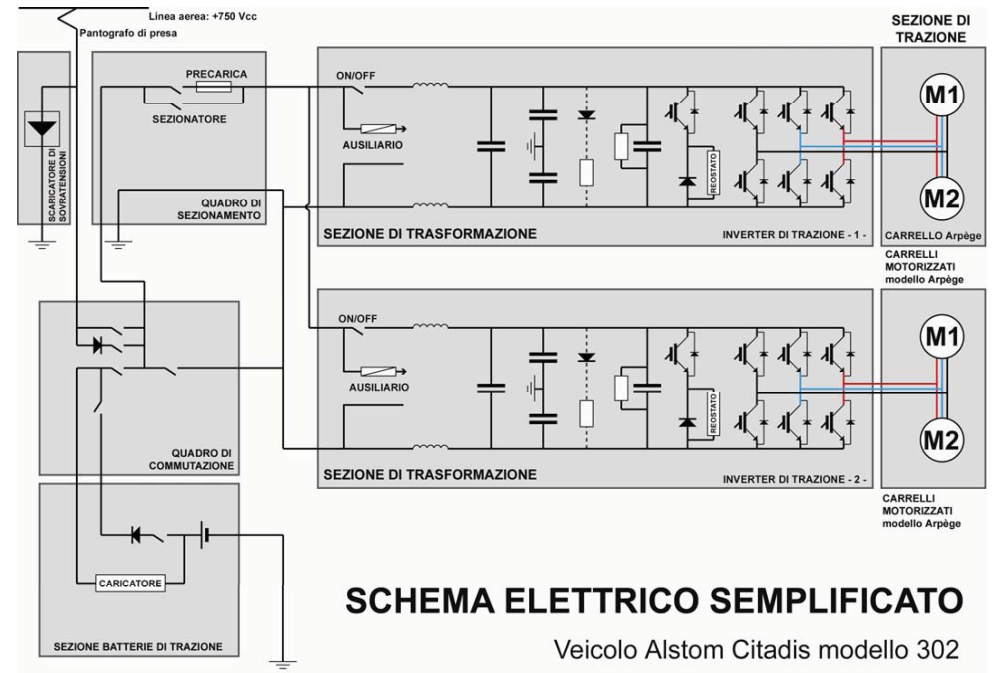 Linea aerea: +750 Vcc
Pantografo di presa
SEZIONE DI
TRAZIONE
PRECARICA
SEZIONATORE
SCARICATORE DI
SOVRATENSIONI
QUADRO DI
SEZIONAMENTO
ON/OFF
AUSILIARIO
REOSTATO
SEZIONE DI TRASFORMAZIONE
INVERTER DI TRAZIONE - 1 -
M1
M2
CARRELLO Arpège
CARRELLI
MOTORIZZATI
modello Arpège
ON/OFF
AUSILIARIO
REOSTATO
SEZIONE DI TRASFORMAZIONE
INVERTER DI TRAZIONE - 2 -
M1
M2
CARRELLI
MOTORIZZATI
modello Arpège
QUADRO DI
COMMUTAZIONE
CARICATORE
SEZIONE BATTERIE DI TRAZIONE
SCHEMA ELETTRICO SEMPLIFICATO
Veicolo Alstom Citadis modello 302